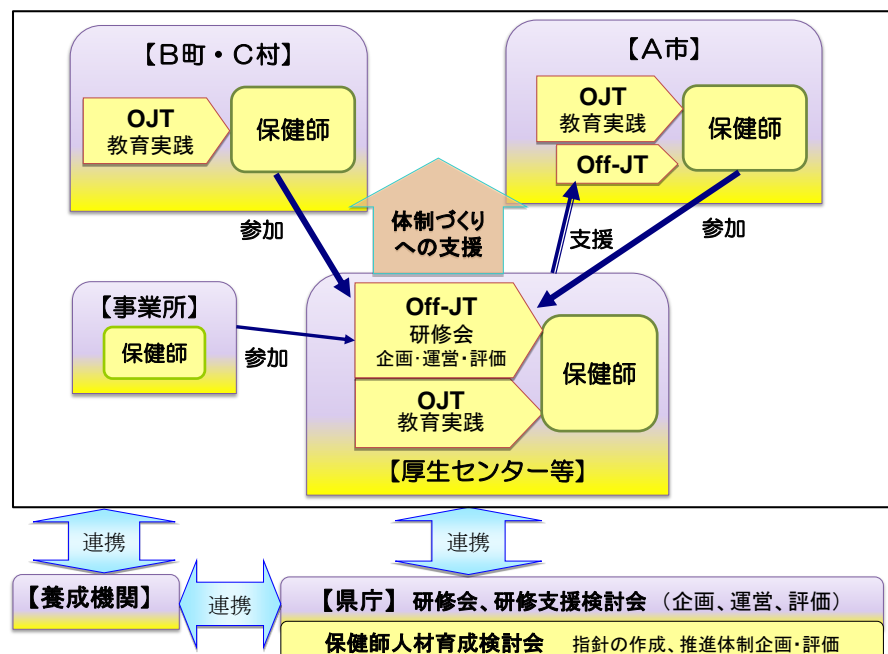 【B町・C村】
OJT
教育実践
保健師
参加
【A市】
OJT
教育実践
Off-JT
保健師
支援
参加
体制づくり
への支援
【事業所】
保健師
参加
Off-JT
研修会
企画・運営・評価
OJT
教育実践
保健師
【厚生センター等】
連携
連携
【養成機関】
連携
【県庁】 研修会、研修支援検討会 （企画、運営、評価）
保健師人材育成検討会 指針の作成、推進体制企画・評価